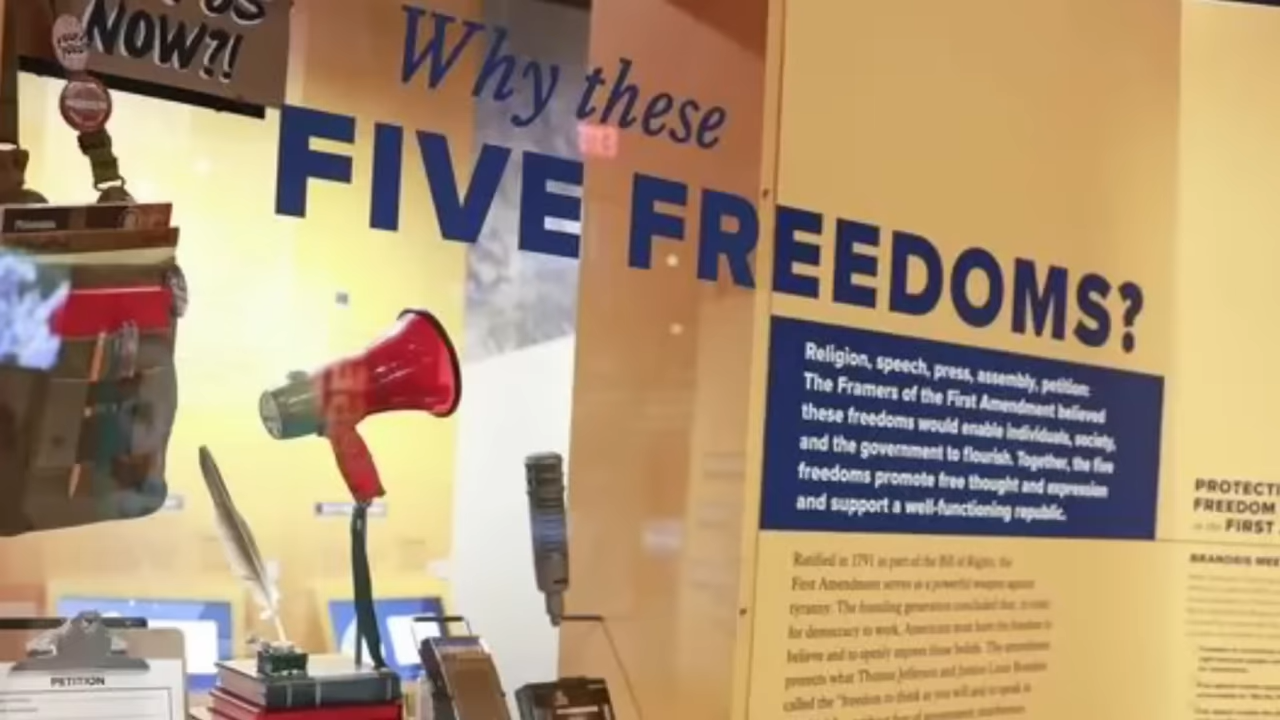 NOW?!
Why these
FIVE FREEDOMS?
Religion, speech, press, assembly, petition:
The Framers of the First Amendment believed
these freedoms would enable individuals, society,
and the government to flourish. Together, the five
freedoms promote free thought and expression
and support a well-functioning republic.
Ratified in 1791 as part of the Bill of Rights, the
First Amendment serves as a powerful weapon against
tyranny. The founding generation concluded that, in order
for democracy to work, Americans must have the freedom to
believe and to openly express those beliefs. The amendment
protects what Thomas Jefferson and Justice Louis Brandeis
called the "freedom to think as you will and to speak as
PROTECTI
FREEDOM
FIRST
BRANDEIS
PETITION